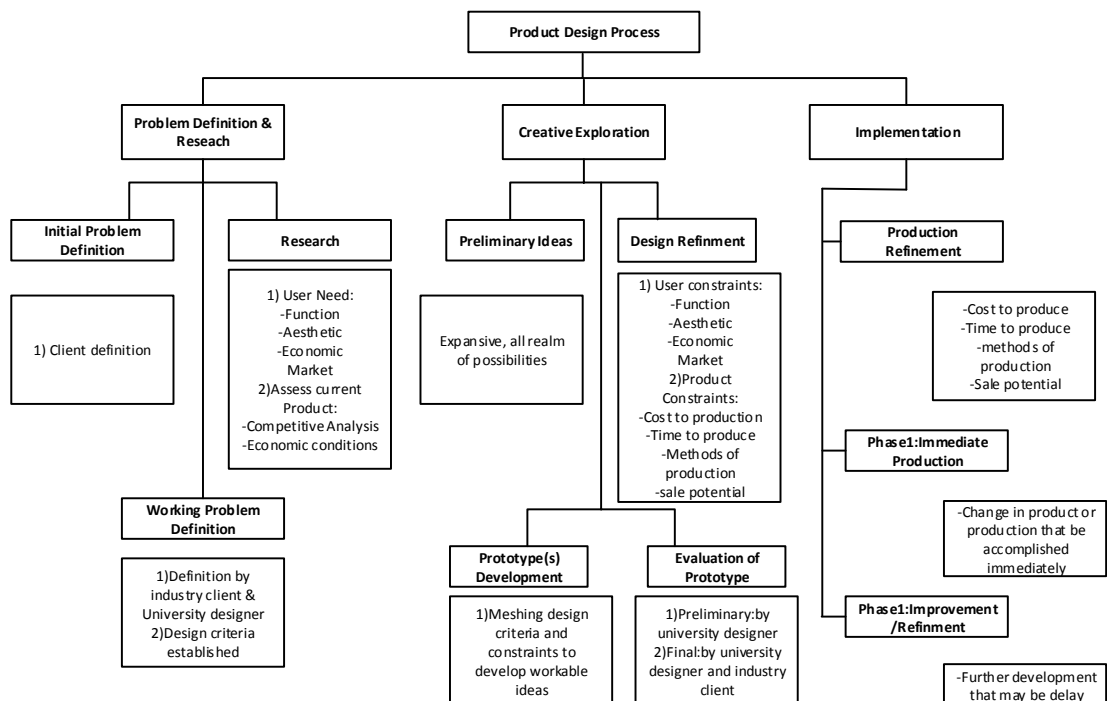 Product Design Process
Problem Definition &
Reseach
Creative Exploration
Implementation
Initial Problem
Definition
Research
Preliminary Ideas
Design Refinment
Production
Refinement
1) Client definition
1) User Need:
-Function
-Aesthetic
-Economic
Market
2)Assess current
Product:
-Competitive Analysis
-Economic conditions
Expansive, all realm
of possibilities
1) User constraints:
-Function
-Aesthetic
-Economic
Market
2)Product
Constraints:
-Cost to production
-Time to produce
-Methods of
production
-sale potential
-Cost to produce
-Time to produce
-methods of
production
-Sale potential
Phase1:Immediate
Production
Working Problem
Definition
-Change in product or
production that be
accomplished
immediately
1)Definition by
industry client &
University designer
2)Design criteria
established
Prototype(s)
Development
Evaluation of
Prototype
1)Meshing design
criteria and
constraints to
develop workable
ideas
1)Preliminary:by
university designer
2)Final:by university
designer and industry
client
Phase1:Improvement
/Refinment
-Further development
that may be delay